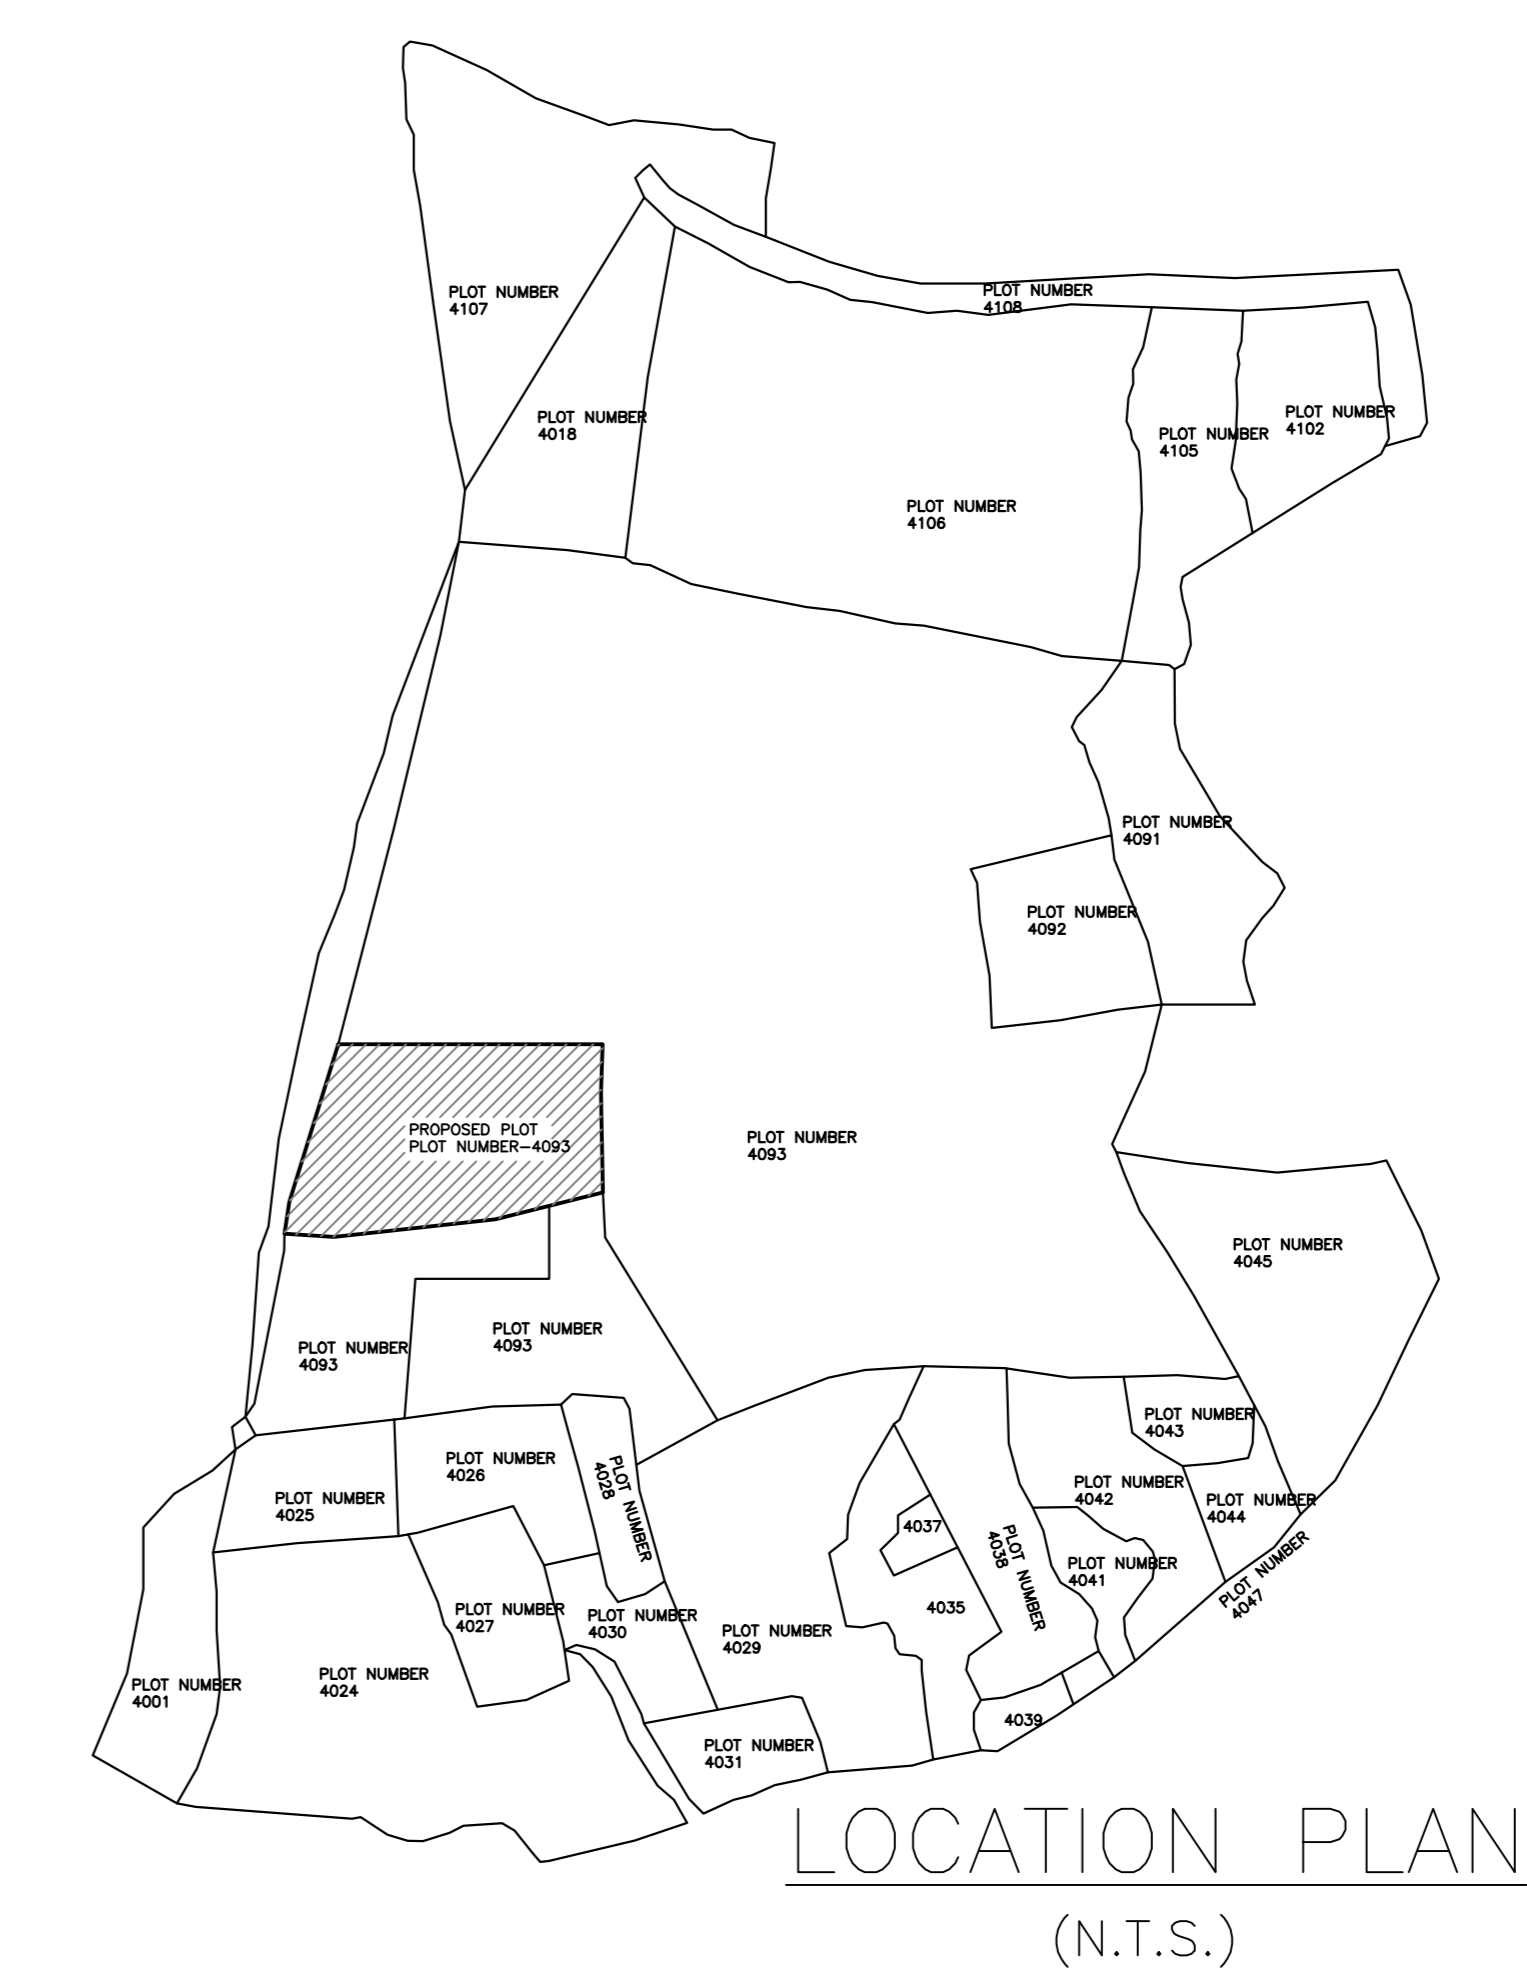 PLOT NUMBER
4107
PLOT NUMBER
4108
PLOT NUMBER
4018
PLOT NUMBER
4102
PLOT NUMBER
4105
PLOT NUMBER
4106
PLOT NUMBER
4091
PLOT NUMBER
4092
PROPOSED PLOT
PLOT NUMBER-4093
PLOT NUMBER
4093
PLOT NUMBER
4045
PLOT NUMBER
4093
PLOT NUMBER
4093
PLOT NUMBER
4043
PLOT NUMBER
4026
PLOT NUMBER
4028
PLOT NUMBER
4042
PLOT NUMBER
4025
PLOT NUMBER
4044
4037
PLOT NUMBER
4038
PLOT NUMBER
4041
PLOT NUMBER
4047
PLOT NUMBER
4027
PLOT NUMBER
4030
4035
PLOT NUMBER
4029
PLOT NUMBER
4001
PLOT NUMBER
4024
4039
PLOT NUMBER
4031
LOCATION PLAN
(N.T.S.)